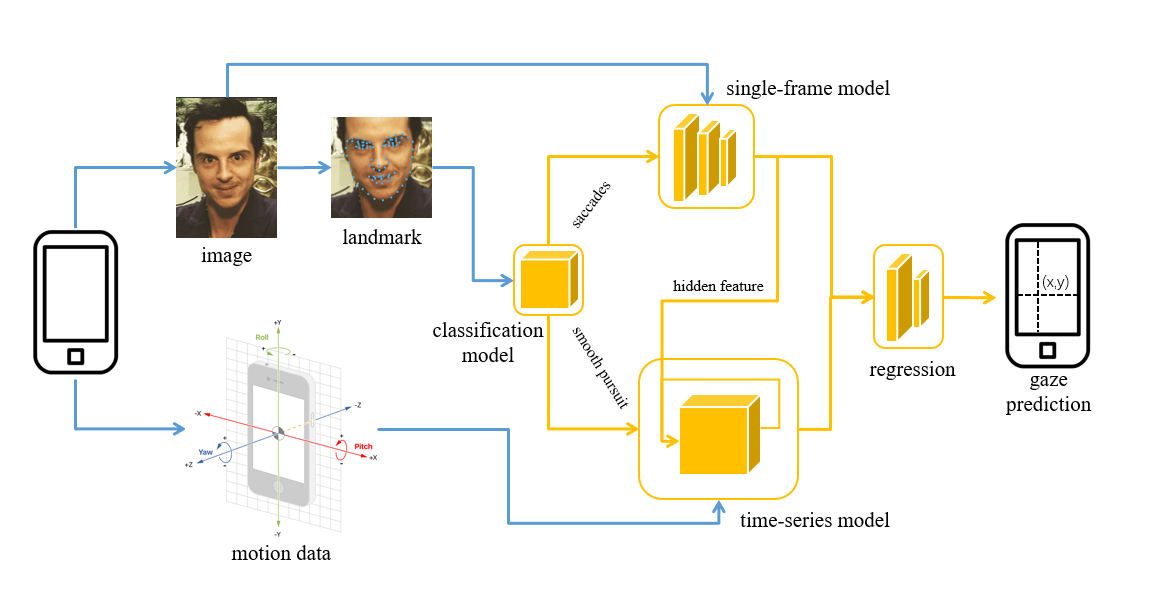 single-frame model
image
landmark
saccades
classification
model
hidden feature
smooth pursuit
(x,y)
regression
gaze
prediction
+Y
Roll
+
-
-X
-Z
+
Yaw
-
+Z
+
Pitch
-
+X
-Y
motion data
time-series model